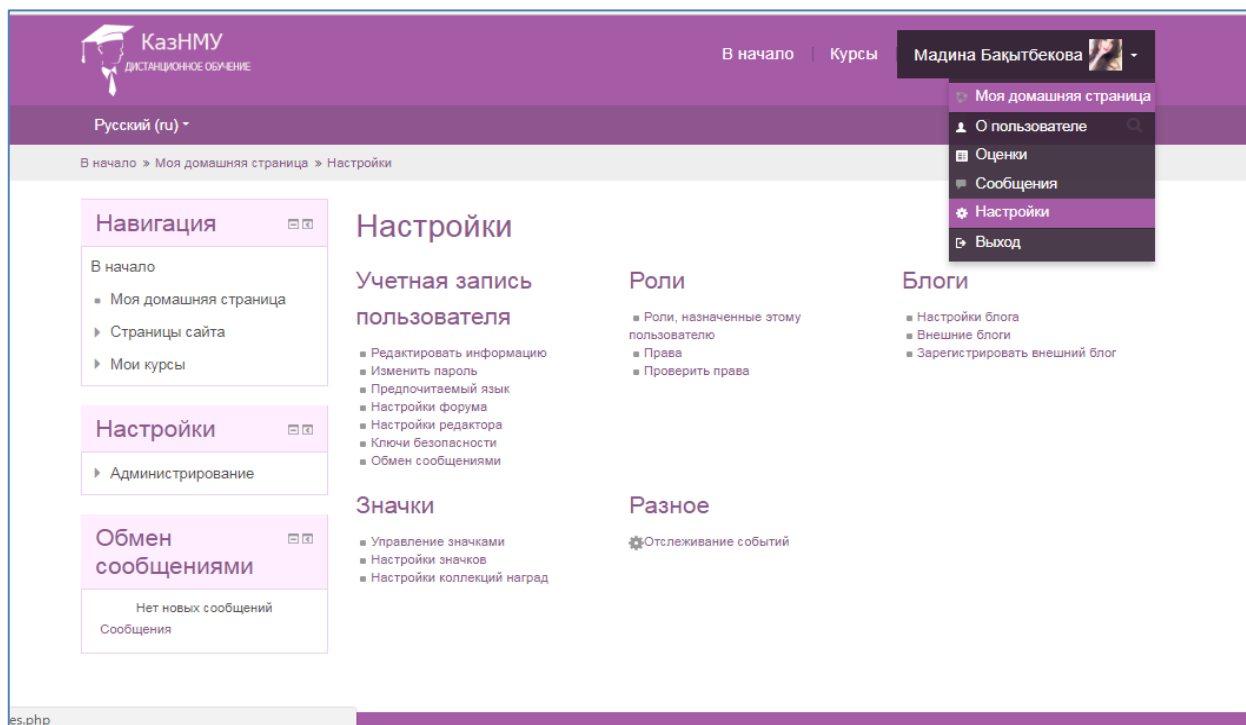 КазНМУ
ДИСТАНЦИОННОЕ ОБУЧЕНИЕ
В начало
Курсы
Мадина Бақытбекова
Моя домашняя страница
О пользователе
Оценки
Сообщения
Настройки
Выход
Русский (ru)
В начало » Моя домашняя страница » Настройки
Навигация
В начало
Моя домашняя страница
Страницы сайта
Мои курсы
Настройки
Администрирование
Обмен
сообщениями
Нет новых сообщений
Сообщения
Настройки
Учетная запись
пользователя
Редактировать информацию
Изменить пароль
Предпочитаемый язык
Настройки форума
Настройки редактора
Ключи безопасности
Обмен сообщениями
Роли
Роли, назначенные этому
пользователю
Права
Проверить права
Блоги
Настройки блога
Внешние блоги
Зарегистрировать внешний блог
Значки
Управление значками
Настройки значков
Настройки коллекций наград
Разное
Отслеживание событий
es.php